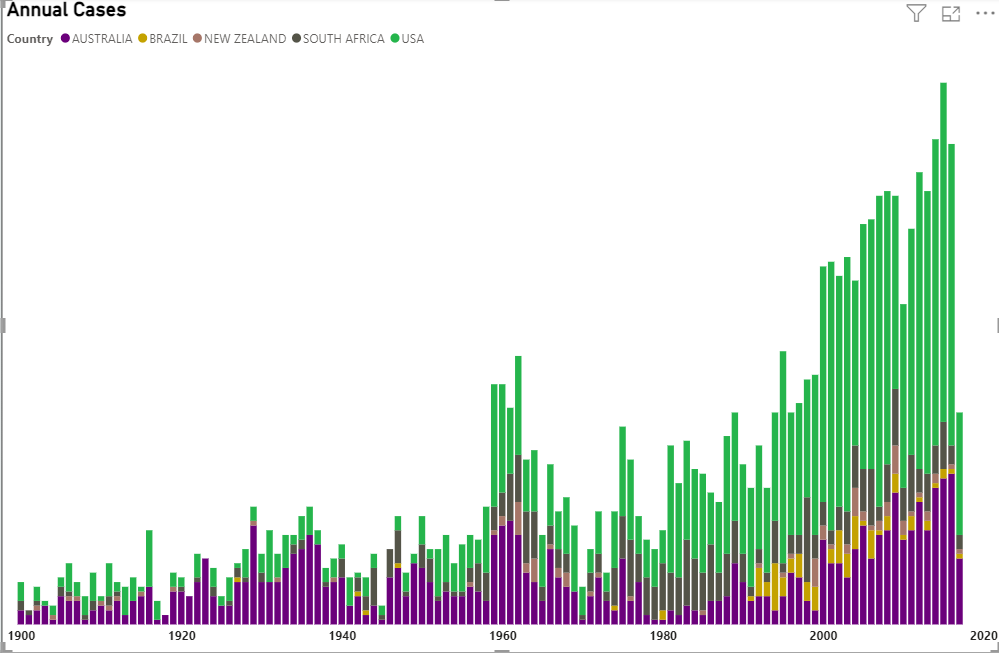 Annual Cases
Country AUSTRALIA BRAZIL NEW ZEALAND SOUTH AFRICA USA
1900 1920 1940 1960 1980 2000 2020